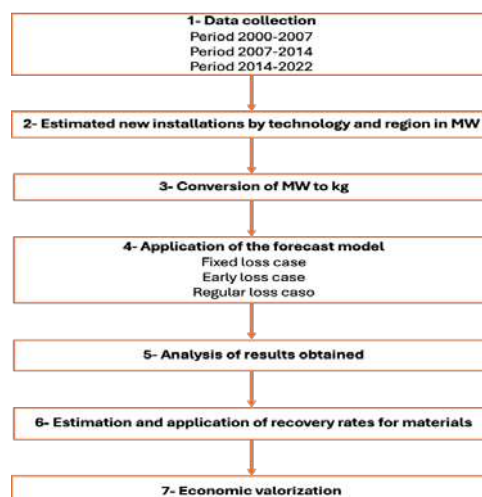 1- Data collection
Period 2000-2007
Period 2007-2014
Period 2014-2022
2- Estimated new installations by technology and region in MW
3- Conversion of MW to kg
4- Application of the forecast model
Fixed loss case
Early loss case
Regular loss caso
5- Analysis of results obtained
6- Estimation and application of recovery rates for materials
7- Economic valorization